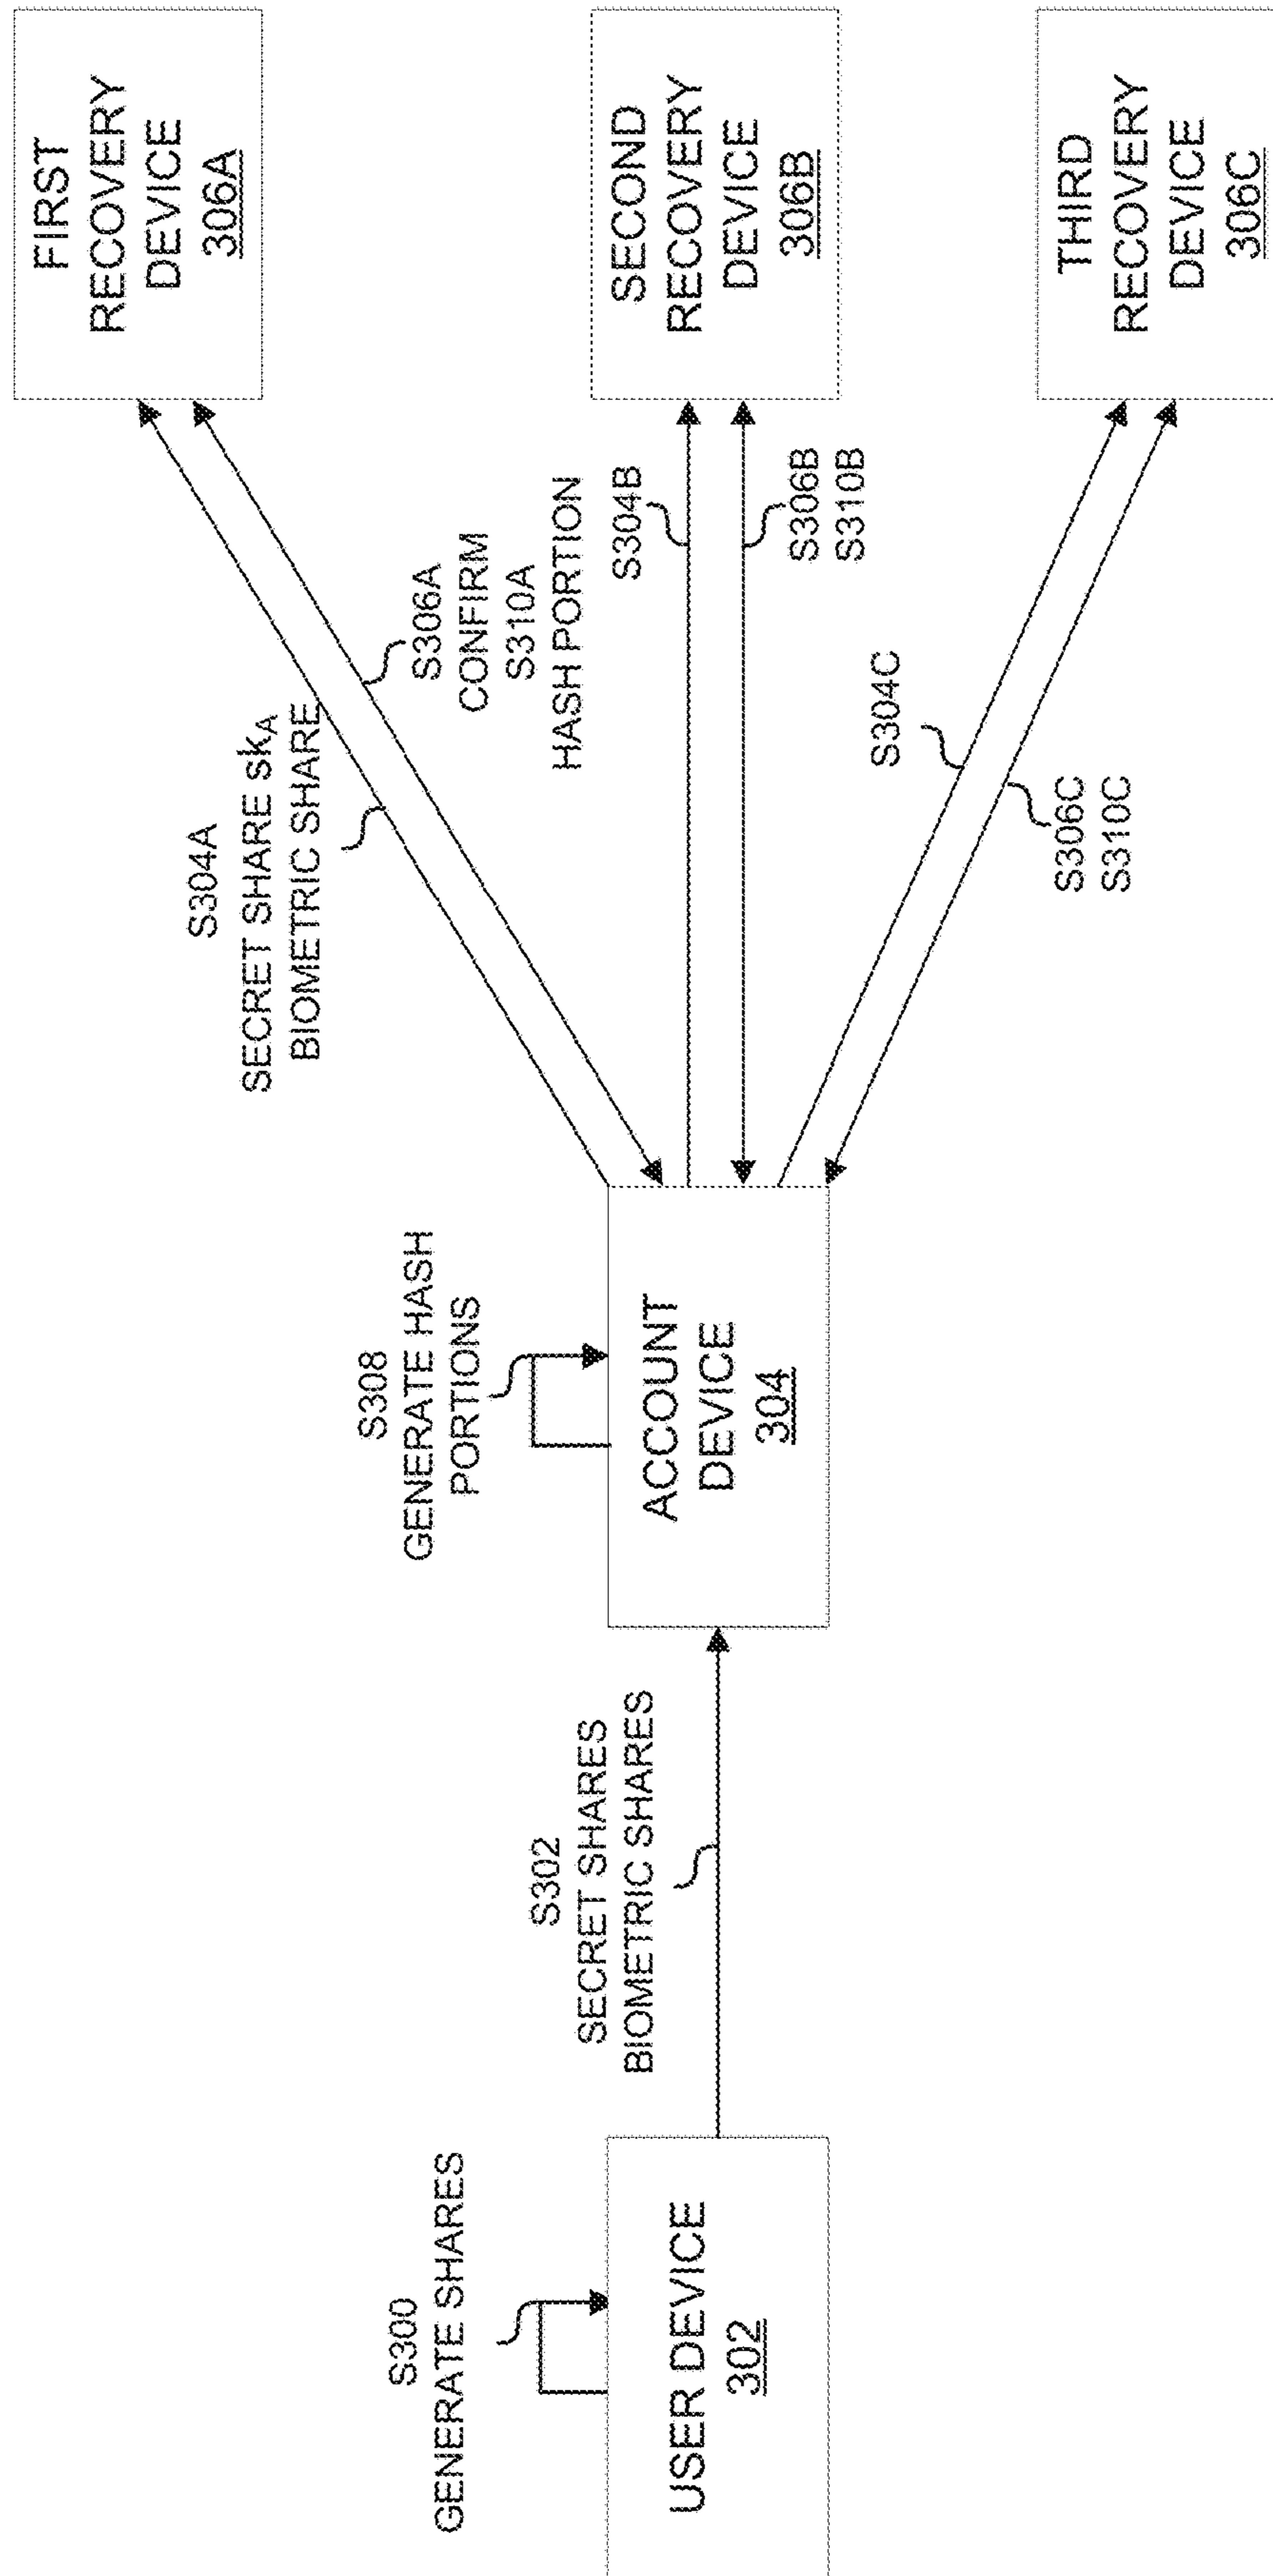 S300
GENERATE SHARES
USER DEVICE
302
S302
SECRET SHARES
BIOMETRIC SHARES
S308
GENERATE HASH
PORTIONS
ACCOUNT
DEVICE
304
S304A
SECRET SHARE skA
BIOMETRIC SHARE
S306A
CONFIRM
S310A
HASH PORTION
S304B
S306B
S310B
S304C
S306C
S310C
FIRST
RECOVERY
DEVICE
306A
SECOND
RECOVERY
DEVICE
306B
THIRD
RECOVERY
DEVICE
306C